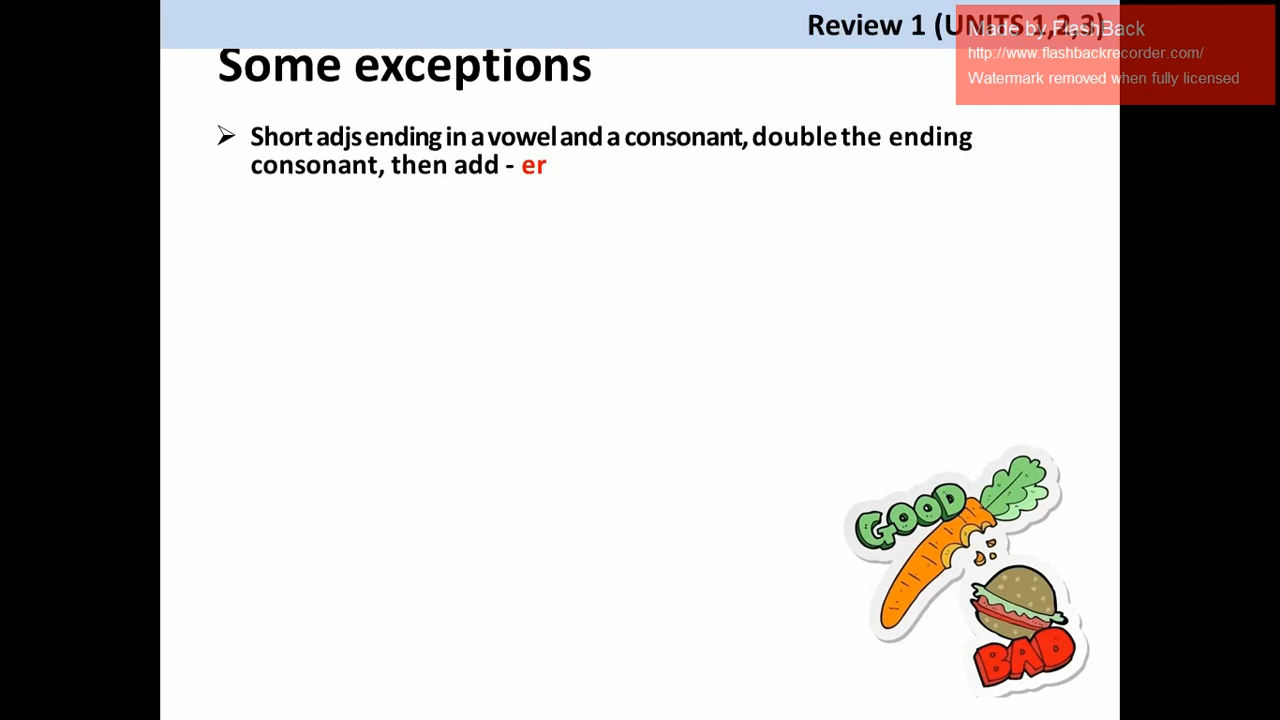 Review 1 (UNITS 1,2,3)
Made by FlashBack
http://www.flashbackrecorder.com/
Watermark removed when fully licensed
Some exceptions
Short adjs ending in a vowel and a consonant, double the ending
consonant, then add - er
GOOD
BAD